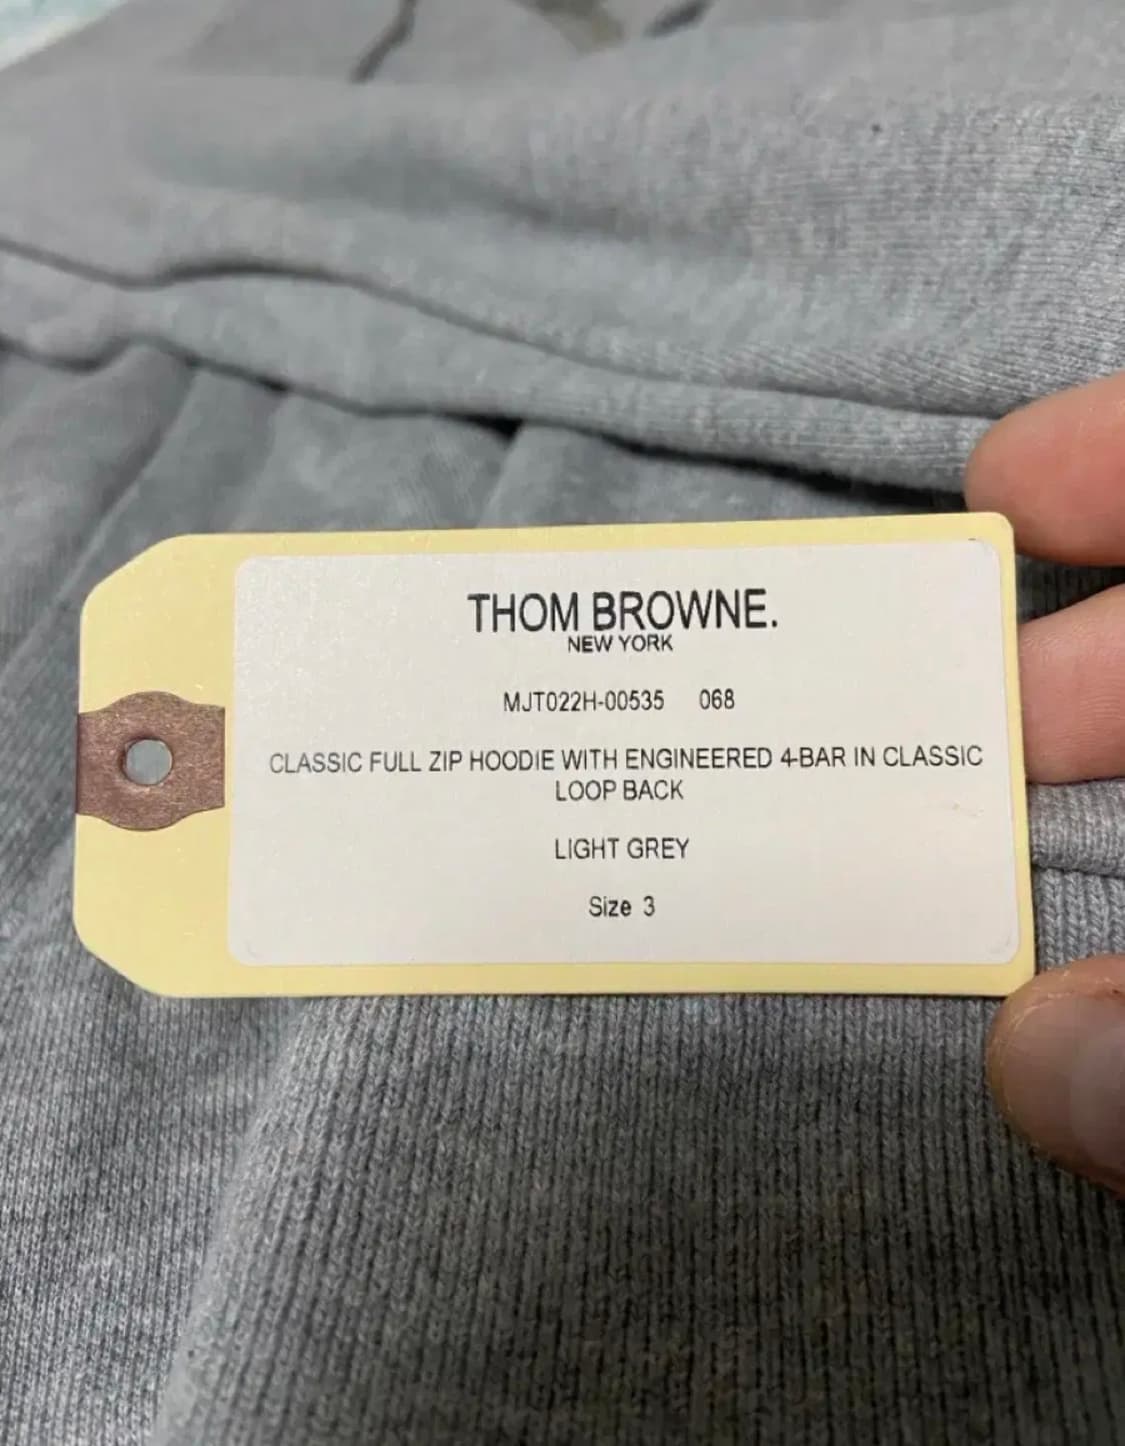 THOM BROWNE.
NEW YORK
MJT022H-00535 068
CLASSIC FULL ZIP HOODIE WITH ENGINEERED 4-BAR IN CLASSIC
LOOP BACK
LIGHT GREY
Size 3